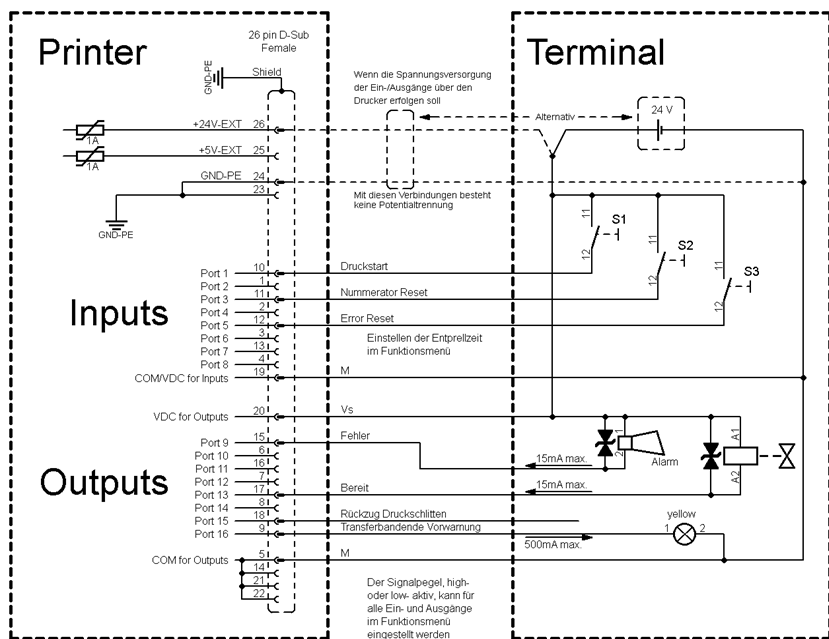 Printer
26 pin D-Sub
Female
Terminal
GND-PE
Shield
Wenn die Spannungsversorgung
der Ein-/Ausgänge über den
Drucker erfolgen soll
Alternativ
24 V
+24V-EXT 26
1A
+5V-EXT 25
1A
GND-PE 24
23
GND-PE
Mit diesen Verbindungen besteht
keine Potentialtrennung
11
12
S1
11
12
S2
11
12
S3
Inputs
Port 1 10 Druckstart
Port 2 1
Port 3 11 Nummerator Reset
Port 4 2
Port 5 12 Error Reset
Port 6 3
Port 7 13
Port 8 4
Einstellen der Entprellzeit
im Funktionsmenü
COM/VDC for Inputs 19 M
VDC for Outputs 20 Vs
Outputs
Port 9 15 Fehler
Port 10 6
Port 11 16
Port 12 7
Port 13 17 Bereit
Port 14 8
Port 15 18 Rückzug Druckschlitten
Port 16 9 Transferbandende Vorwarnung
15mA max.
1
2
Alarm
A1
A2
15mA max.
500mA max.
yellow
1 2
COM for Outputs 5 M
14
21
22
Der Signalpegel, high-
oder low- aktiv, kann für
alle Ein- und Ausgänge
im Funktionsmenü
eingestellt werden